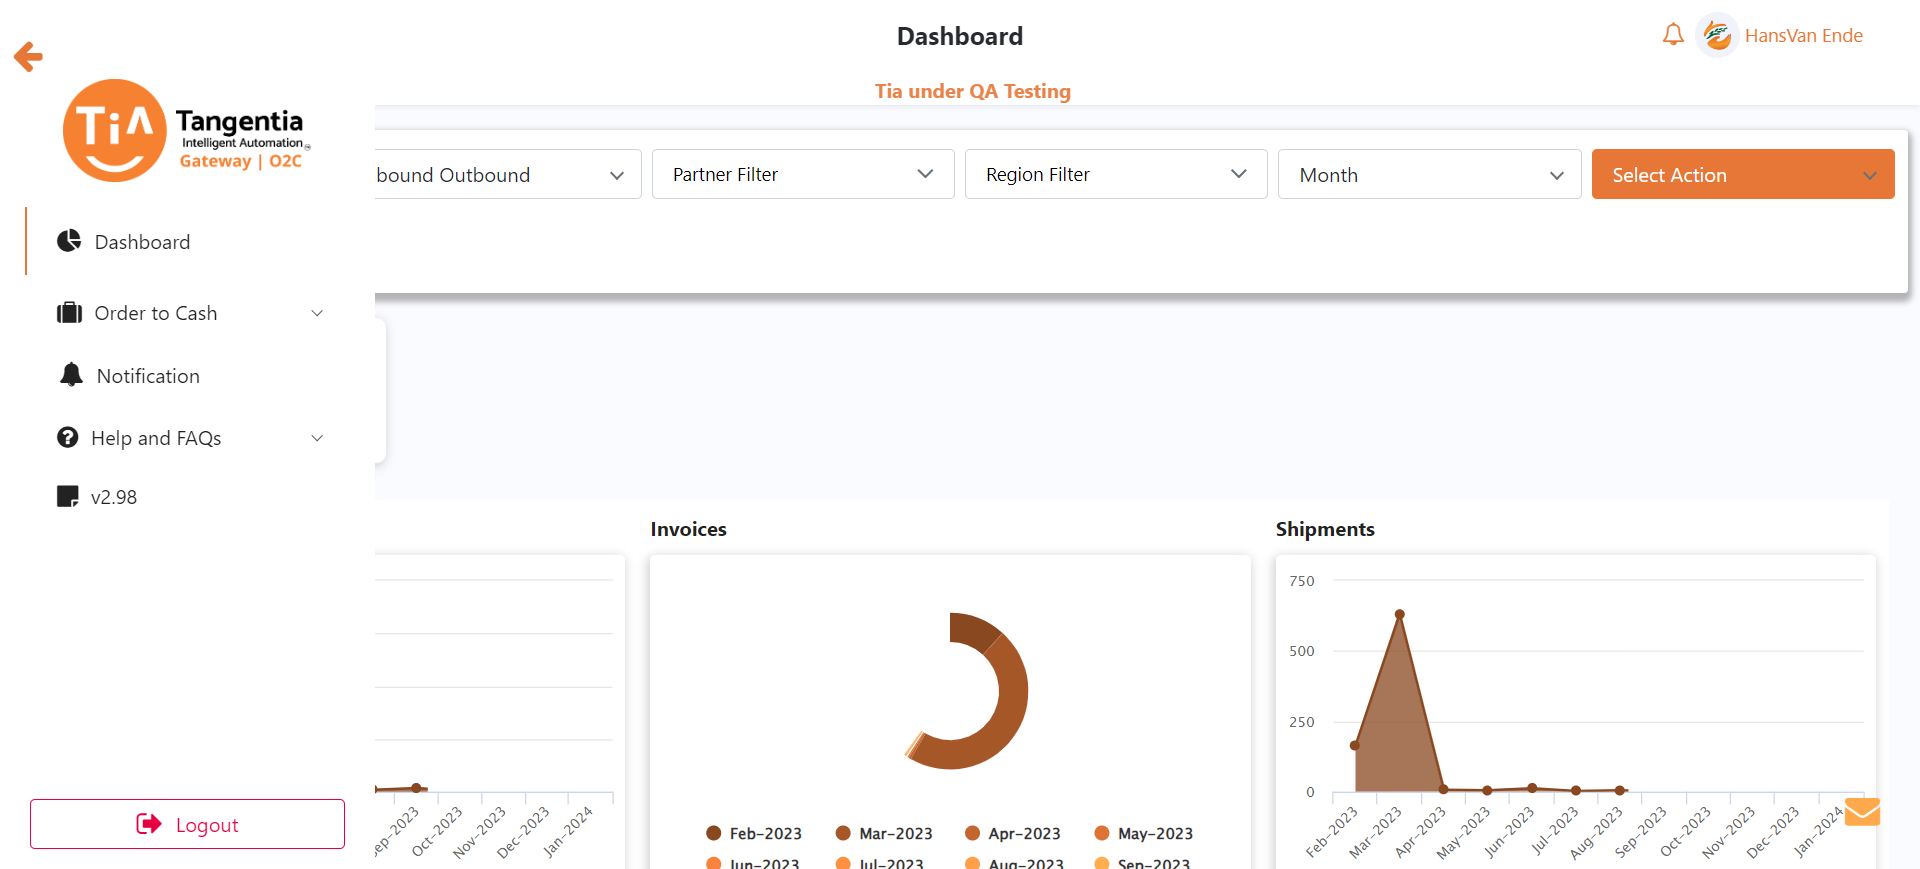 Dashboard
HansVan Ende
Tia under QA Testing
TiA
Tangentia
Intelligent Automation
Gateway | O2C
bound Outbound
Partner Filter
Region Filter
Month
Select Action
Dashboard
Order to Cash
Notification
Help and FAQs
v2.98
Logout
Invoices
Shipments
750
500
250
0
ep-2023
Oct-2023
Nov-2023
Dec-2023
Jan-2024
Feb-2023
Mar-2023
Apr-2023
May-2023
Jun-2023
Jul-2023
Aug-2023
Sep-2023
Feb-2023
Mar-2023
Apr-2023
May-2023
Jun-2023
Jul-2023
Aug-2023
Sep-2023
Oct-2023
Nov-2023
Dec-2023
Jan-2024